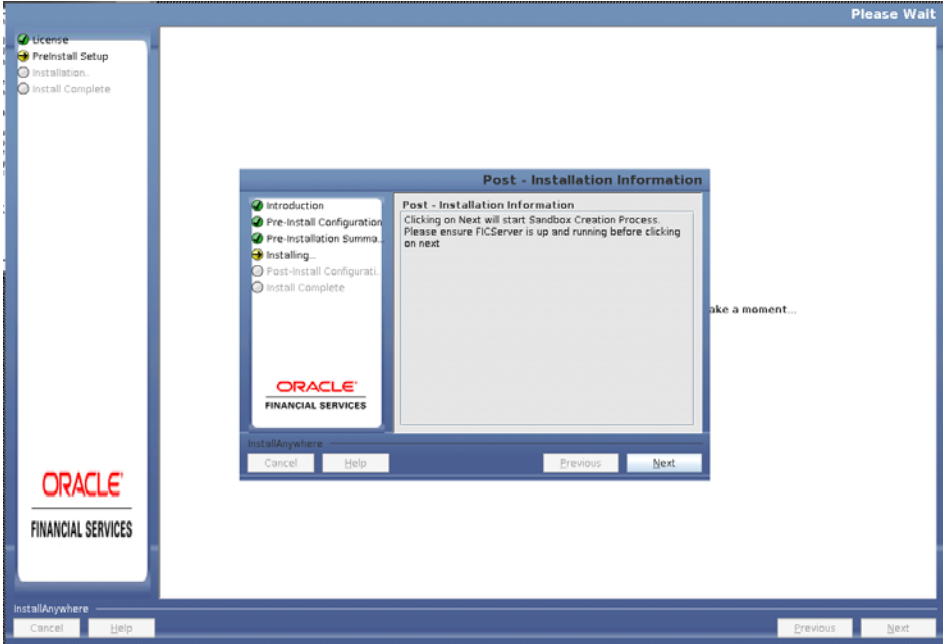 Please Wait
License
PreInstall Setup
Installation..
Install Complete
Post - Installation Information
Introduction
Pre-Install Configuration
Pre-Installation Summa...
Installing...
Post-Install Configurati...
Install Complete
Post - Installation Information
Clicking on Next will start Sandbox Creation Process.
Please ensure FICServer is up and running before clicking
on next
ake a moment...
ORACLE
FINANCIAL SERVICES
InstallAnywhere
Cancel Help Previous Next
ORACLE
FINANCIAL SERVICES
InstallAnywhere
Cancel Help Previous Next